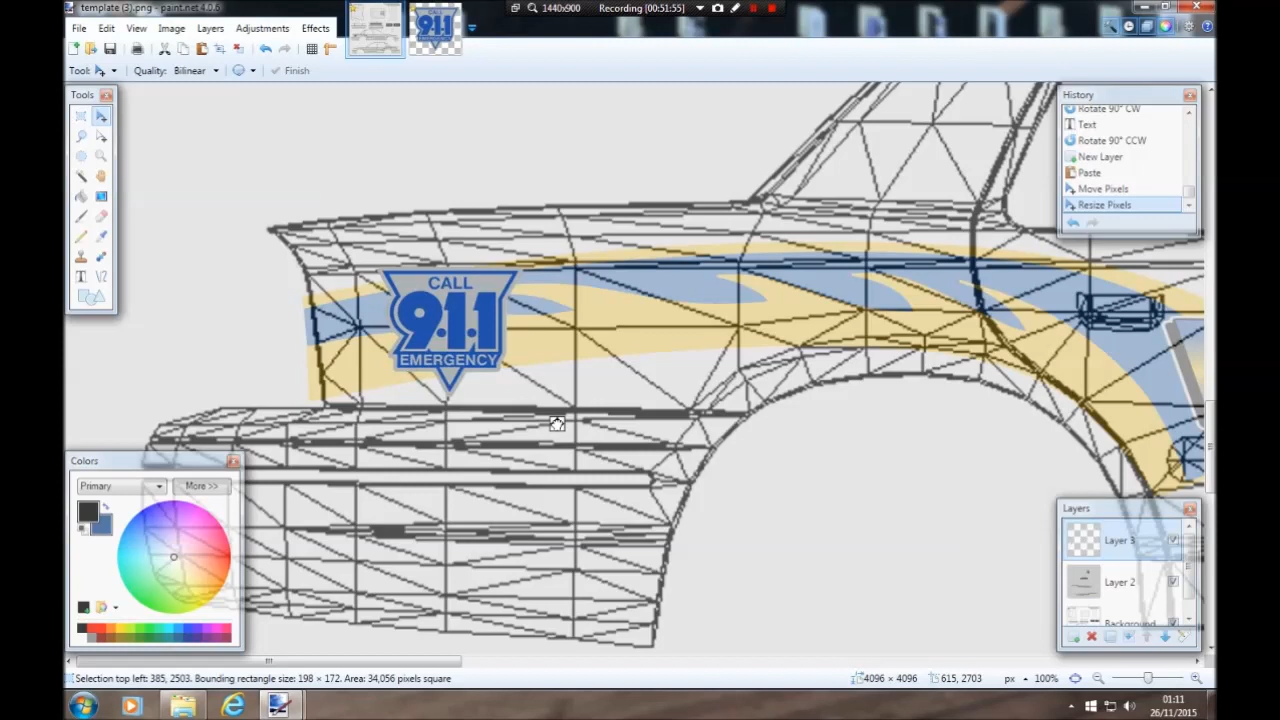 template (3).png - paint.net 4.0.6
1440x900
Recording [00:51:55]
File Edit View Image Layers Adjustments Effects
Tool: Quality: Bilinear Finish
Tools
History
Rotate 90° CW
Text
Rotate 90° CCW
New Layer
Paste
Move Pixels
Resize Pixels
CALL
9·1·1
EMERGENCY
Colors
Primary
More >>
Layers
Layer 3
Layer 2
Background
Selection top left: 385, 2503. Bounding rectangle size: 198 × 172. Area: 34,056 pixels square
4096 × 4096
615, 2703
px
100%
01:11
26/11/2015